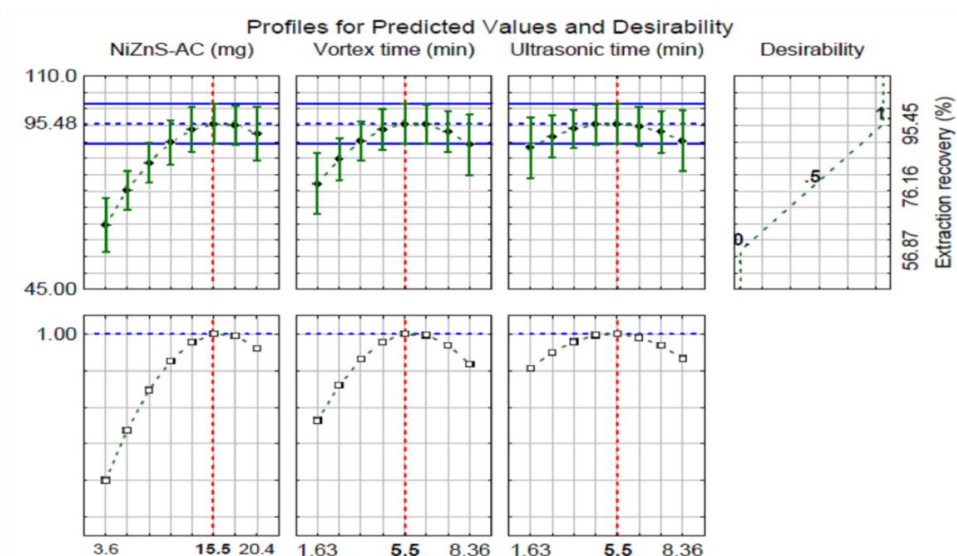 Profiles for Predicted Values and Desirability
NiZnS-AC (mg) Vortex time (min) Ultrasonic time (min) Desirability
110.0
95.48
45.00
1.
.5
0.
95.45
76.16
56.87
Extraction recovery (%)
1.00
3.6 15.5 20.4 1.63 5.5 8.36 1.63 5.5 8.36